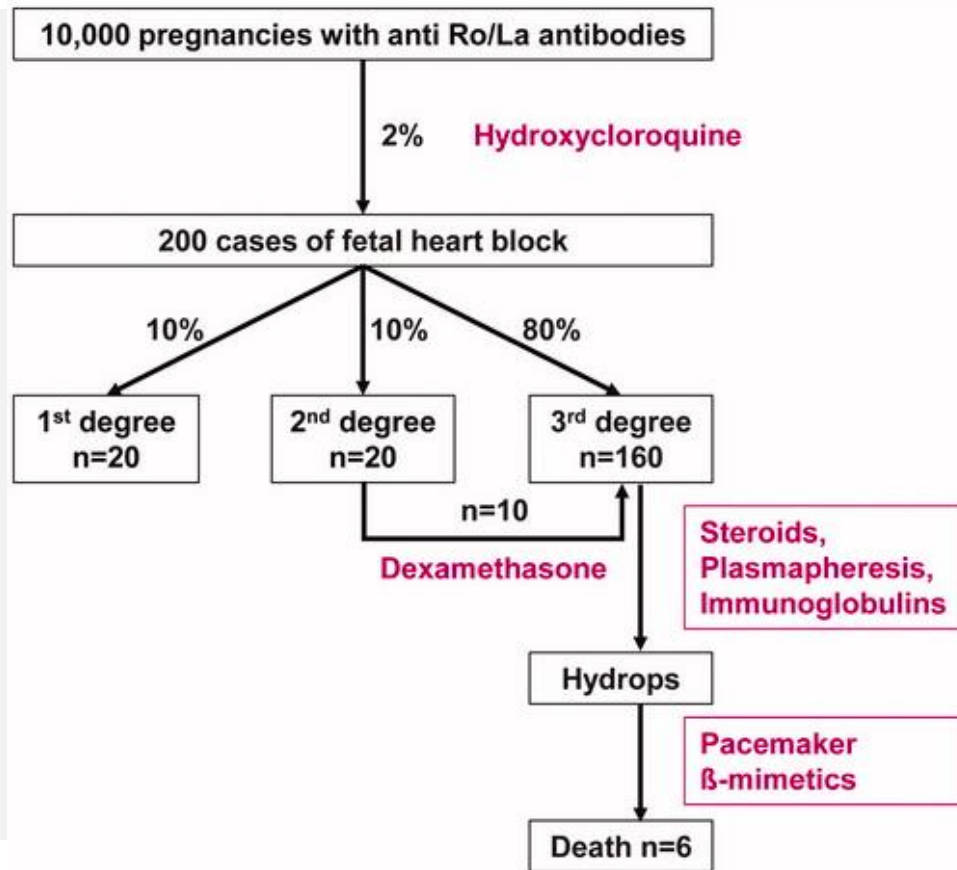 10,000 pregnancies with anti Ro/La antibodies
2%
Hydroxycloroquine
200 cases of fetal heart block
10%
10%
80%
1st degree
n=20
2nd degree
n=20
3rd degree
n=160
n=10
Dexamethasone
Steroids,
Plasmapheresis,
Immunoglobulins
Hydrops
Pacemaker
ß-mimetics
Death n=6